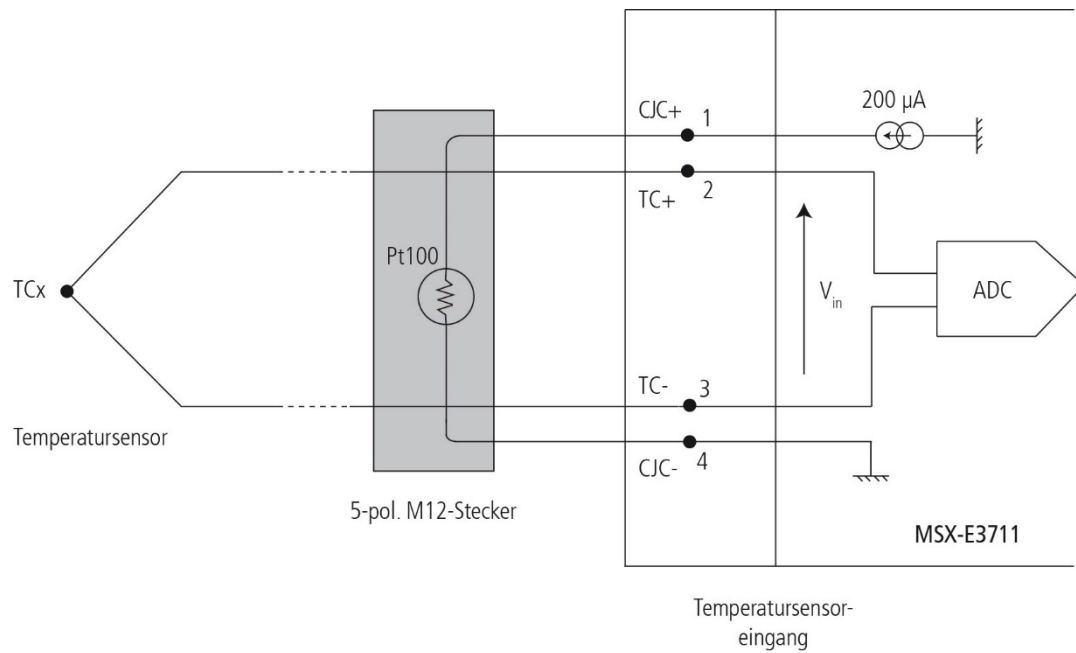 200 µA
CJC+
1
TC+
2
Pt100
TCx
V_in
ADC
TC-
3
Temperatursensor
CJC-
4
5-pol. M12-Stecker
MSX-E3711
Temperatursensor-
eingang